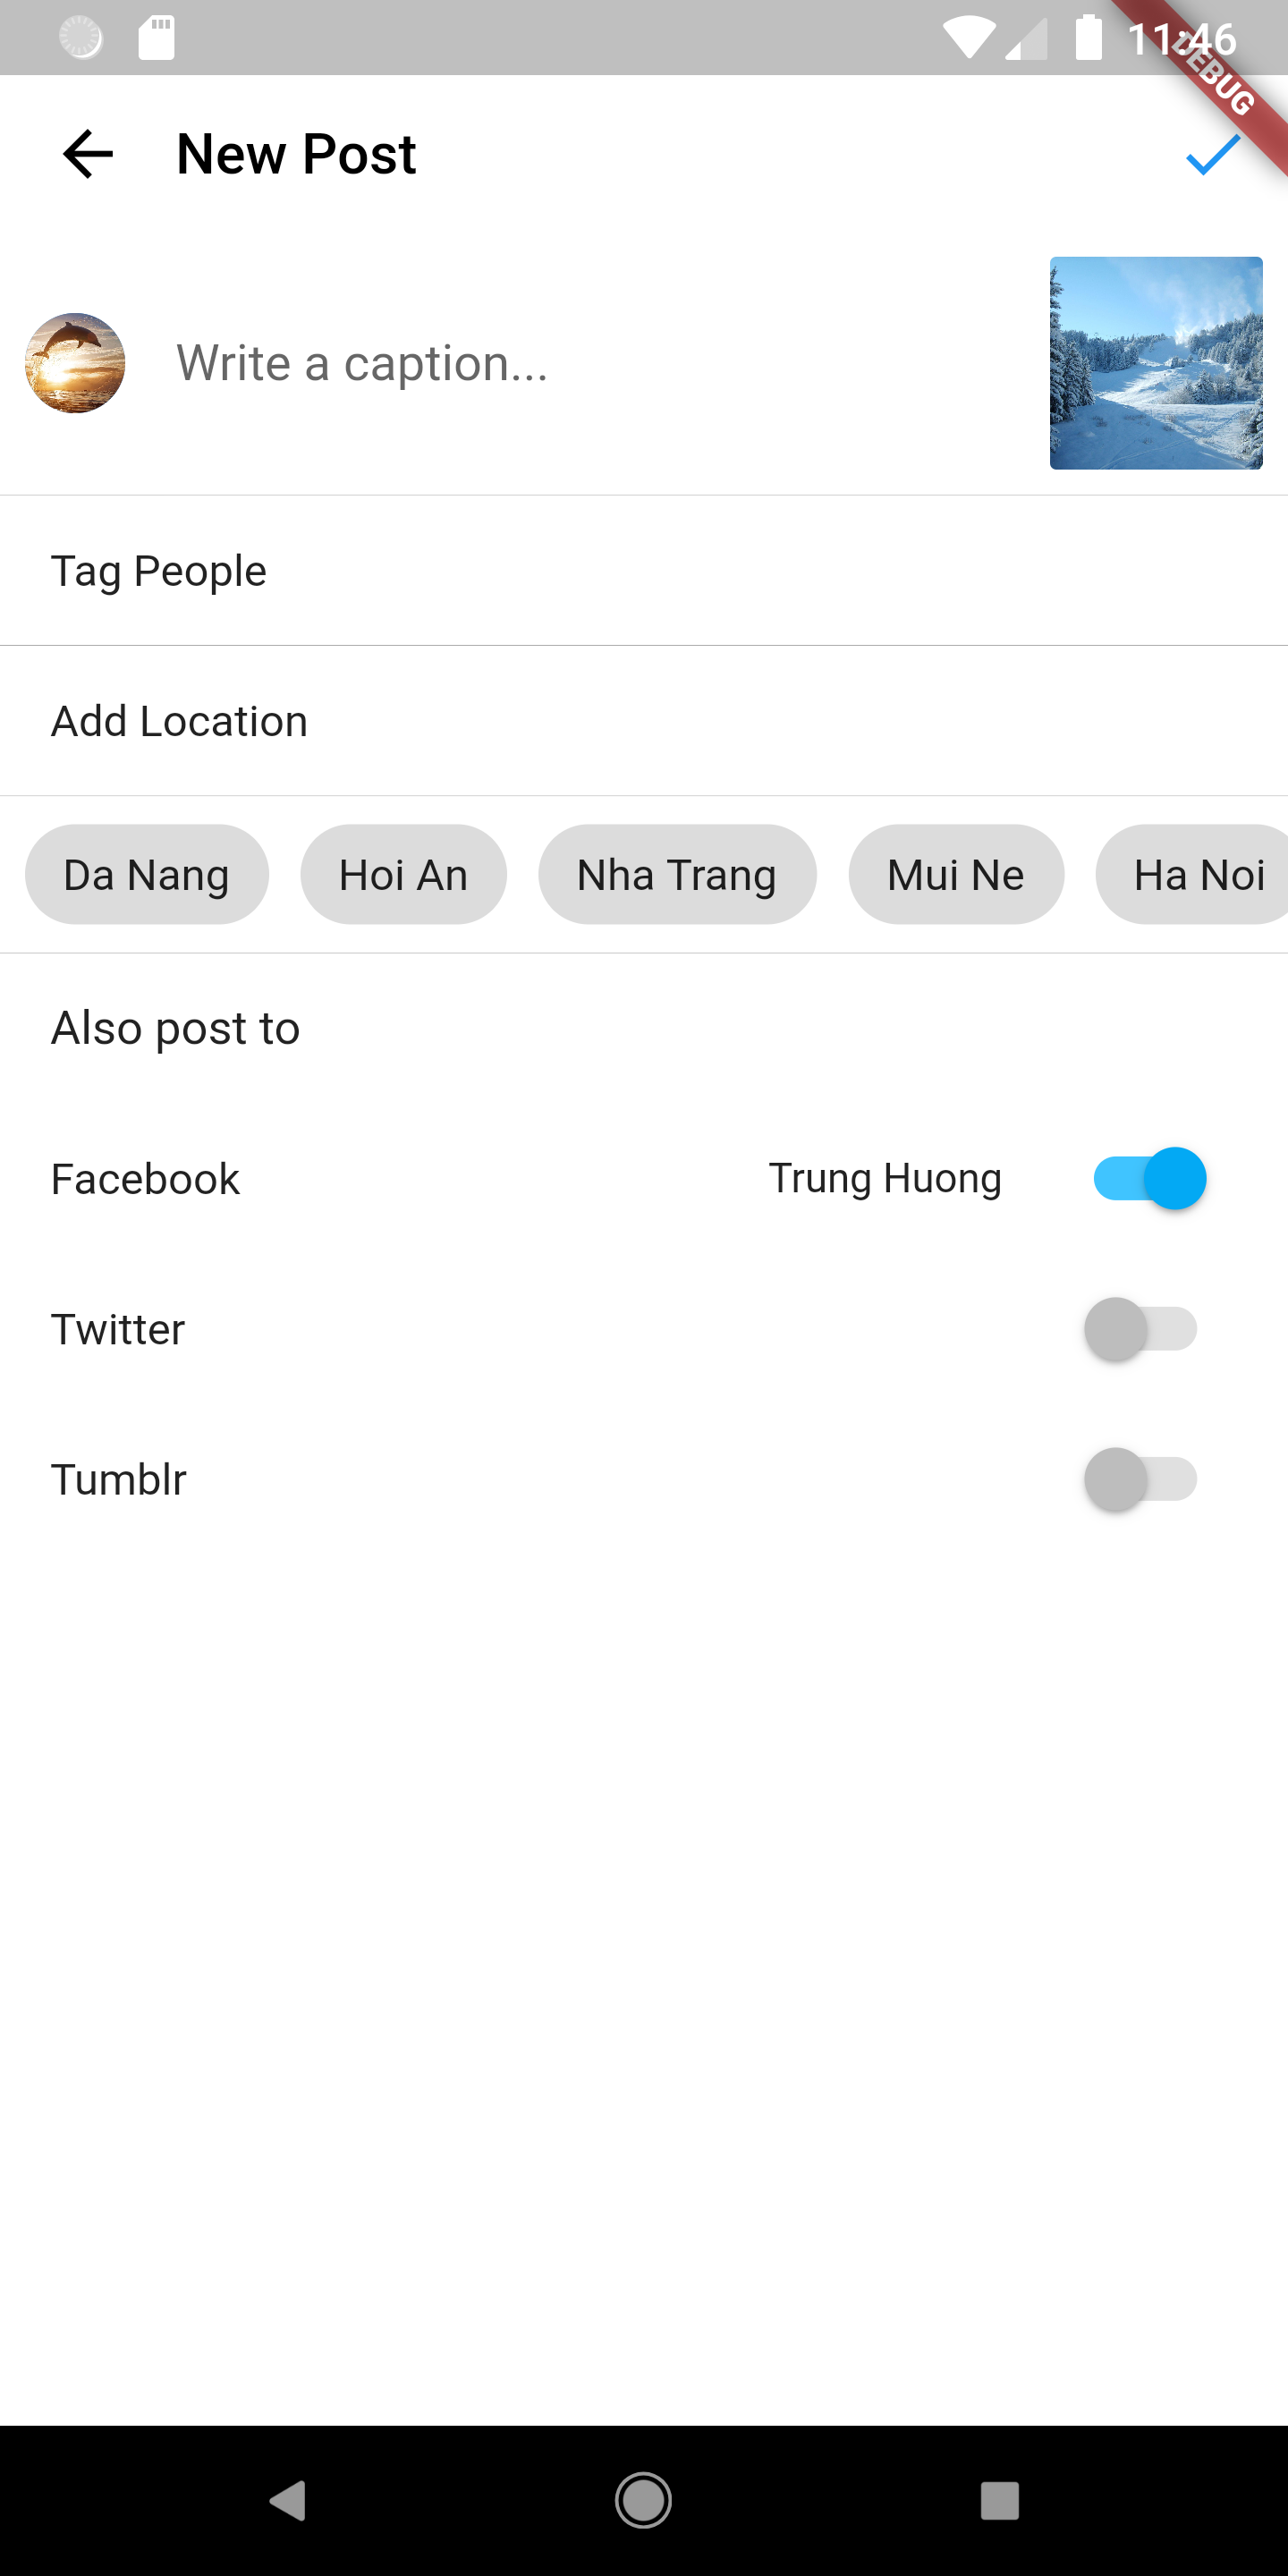 11:46
DEBUG
New Post
Write a caption...
Tag People
Add Location
Da Nang Hoi An Nha Trang Mui Ne Ha Noi
Also post to
Facebook Trung Huong
Twitter
Tumblr